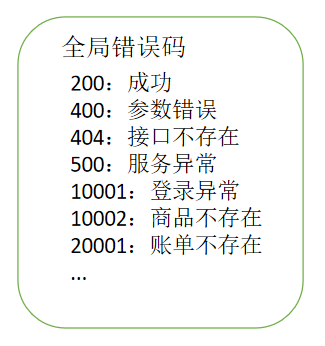 全局错误码
200：成功
400：参数错误
404：接口不存在
500：服务异常
10001：登录异常
10002：商品不存在
20001：账单不存在
...